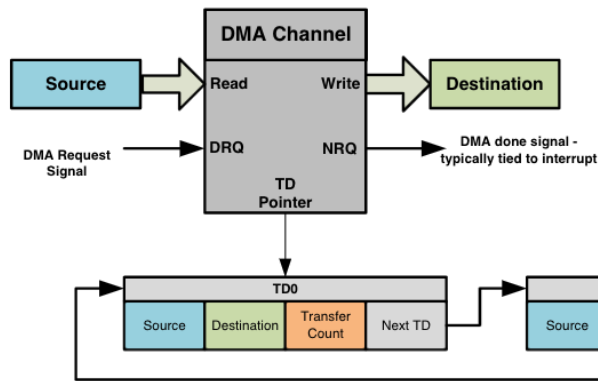 DMA Channel
Source
Read
Write
Destination
DMA Request
Signal
DRQ
NRQ
DMA done signal -
typically tied to interrupt
TD
Pointer
TD0
Source
Destination
Transfer
Count
Next TD
Source